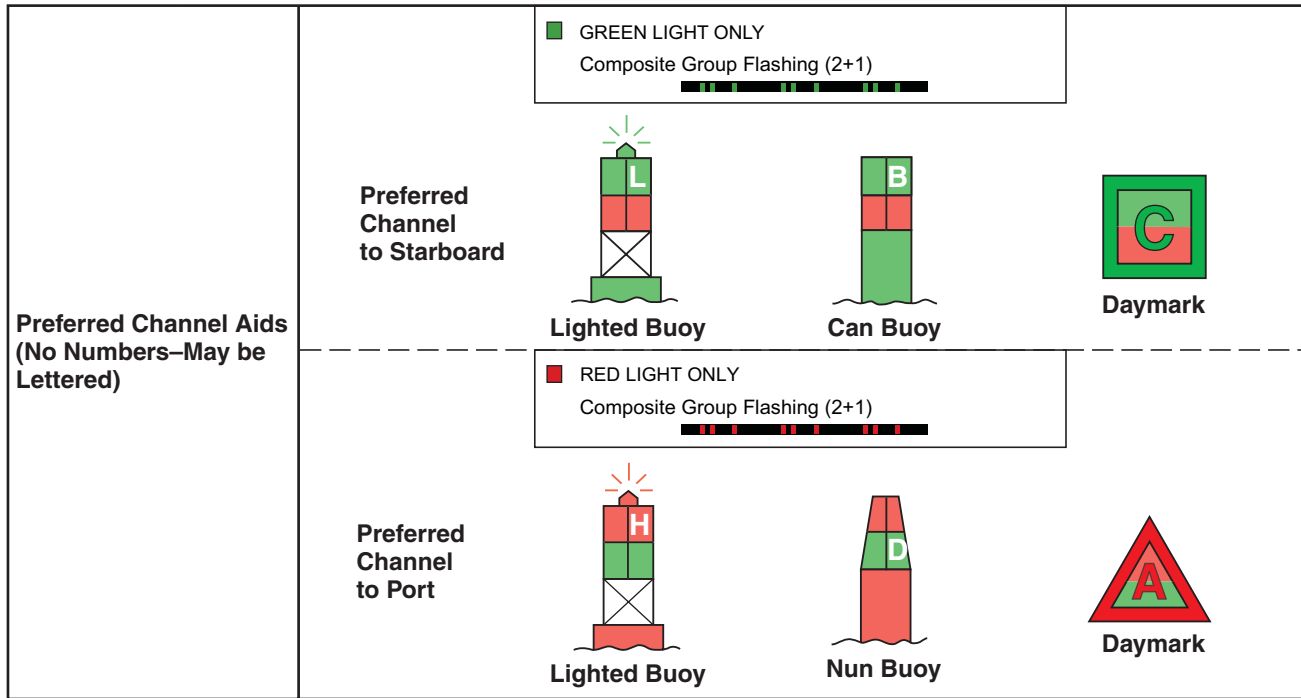 Preferred Channel Aids
(No Numbers–May be
Lettered)
GREEN LIGHT ONLY
Composite Group Flashing (2+1)
Preferred
Channel
to Starboard
L
B
C
Lighted Buoy
Can Buoy
Daymark
RED LIGHT ONLY
Composite Group Flashing (2+1)
Preferred
Channel
to Port
H
D
A
Lighted Buoy
Nun Buoy
Daymark